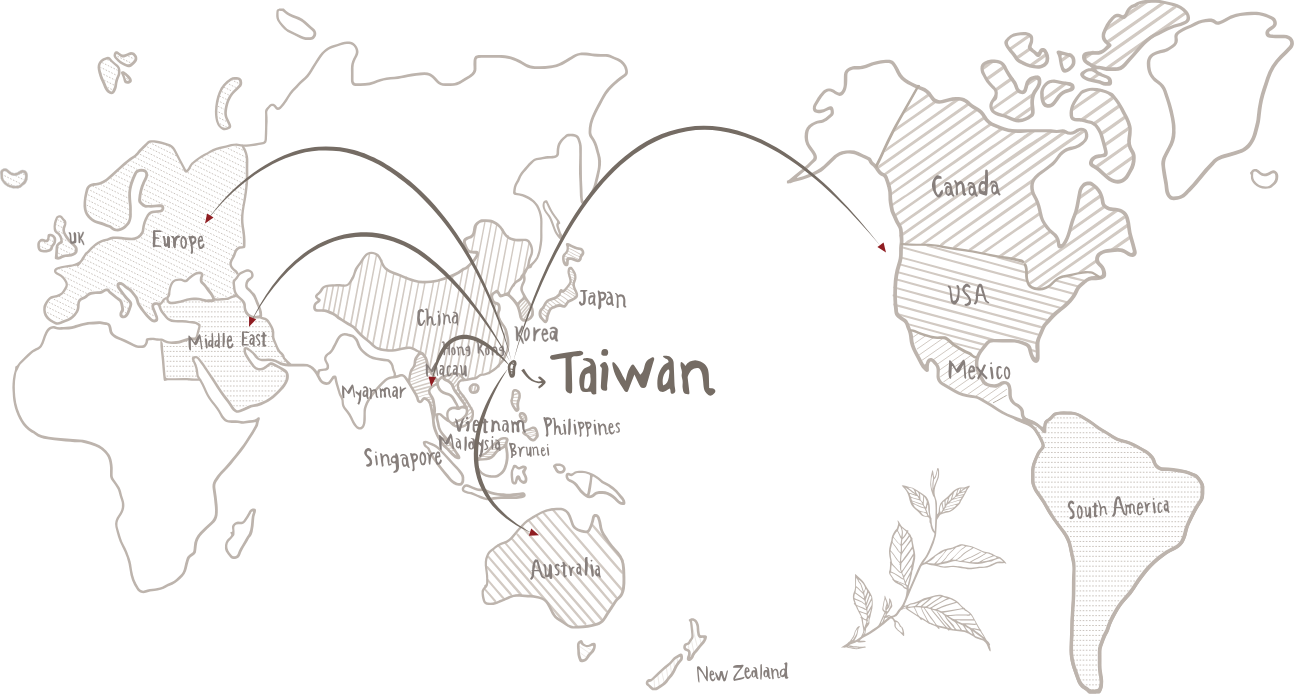 Canada
UK
Europe
USA
Japan
China
Korea
Middle East
Hong Kong
Macau
Taiwan
Mexico
Myanmar
Vietnam
Philippines
Malaysia
Brunei
Singapore
South America
Australia
New Zealand